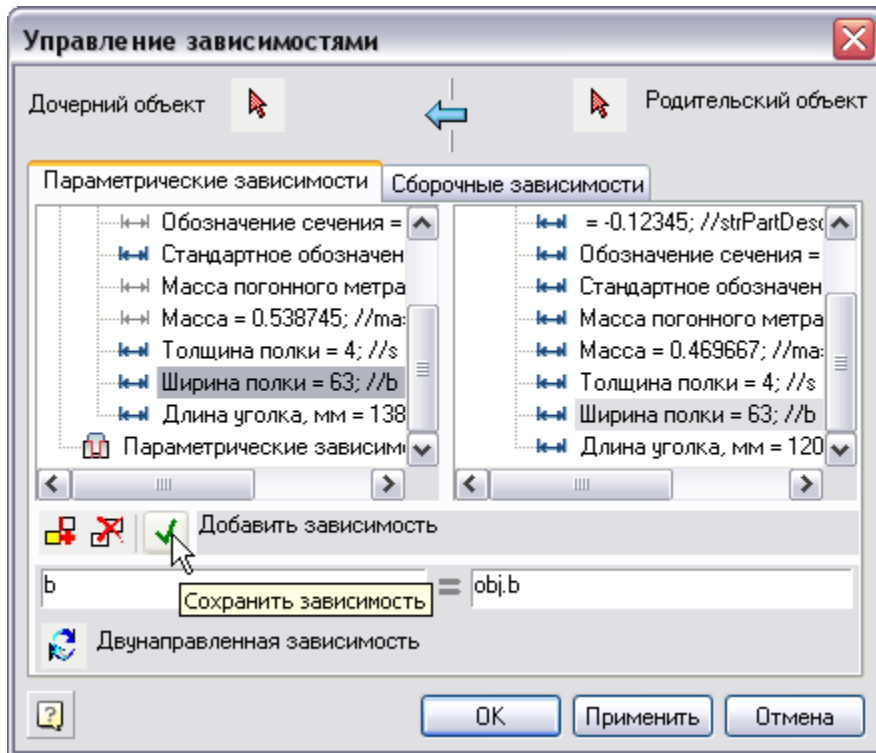 Управление зависимостями
Дочерний объект
Родительский объект
Параметрические зависимости
Сборочные зависимости
Обозначение сечения =
Стандартное обозначен
Масса погонного метра
Масса = 0.538745; //ma
Толщина полки = 4; //s
Ширина полки = 63; //b
Длина уголка, мм = 138
Параметрические зависим
= -0.12345; //strPartDesc
Обозначение сечения =
Стандартное обозначен
Масса погонного метра
Масса = 0.469667; //ma
Толщина полки = 4; //s
Ширина полки = 63; //b
Длина уголка, мм = 120
Добавить зависимость
b
=
obj.b
Сохранить зависимость
Двунаправленная зависимость
?
OK
Применить
Отмена